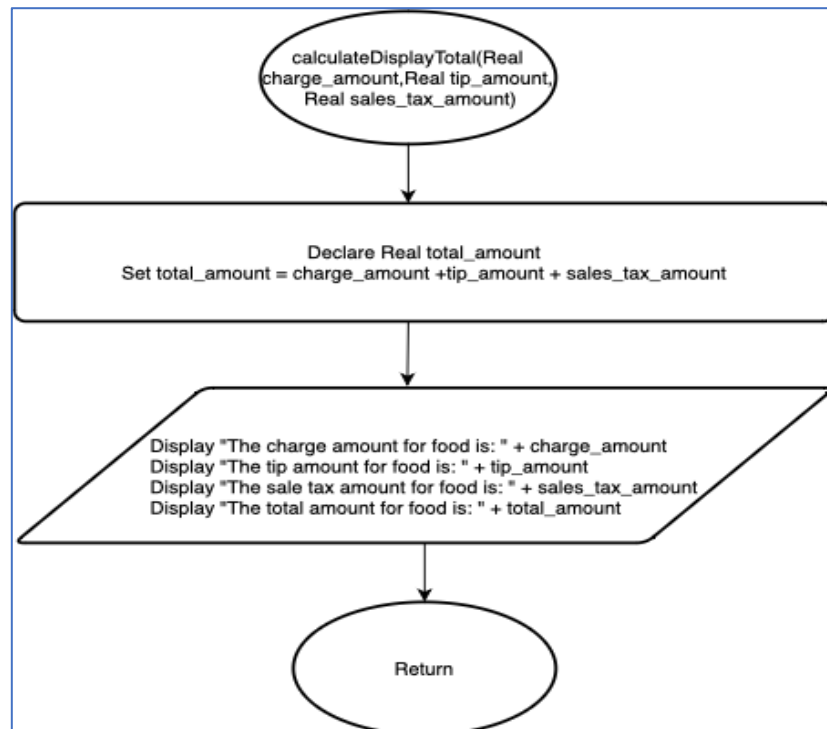 calculateDisplayTotal(Real
charge_amount,Real tip_amount,
Real sales_tax_amount)
Declare Real total_amount
Set total_amount = charge_amount +tip_amount + sales_tax_amount
Display "The charge amount for food is: " + charge_amount
Display "The tip amount for food is: " + tip_amount
Display "The sale tax amount for food is: " + sales_tax_amount
Display "The total amount for food is: " + total_amount
Return